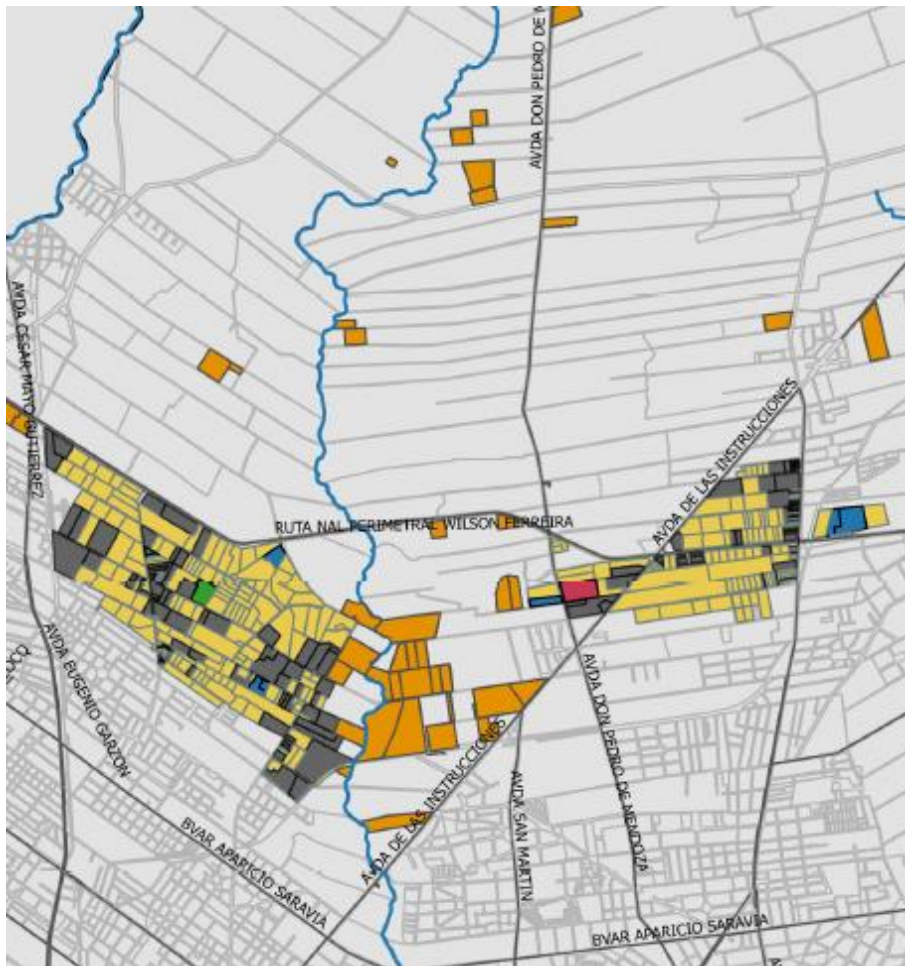 AVDA DON PEDRO DE M
AVDA CESAR MAYO GUTIERREZ
AVDA DE LAS INSTRUCCIONES
RUTA NAL PERIMETRAL WILSON FERREIRA
AVDA EUGENIO GARZON
AVDA DON PEDRO DE MENDOZA
AVDA DE LAS INSTRUCCIONES
AVDA SAN MARTIN
BVAR APARICIO SARAVIA
BVAR APARICIO SARAVIA